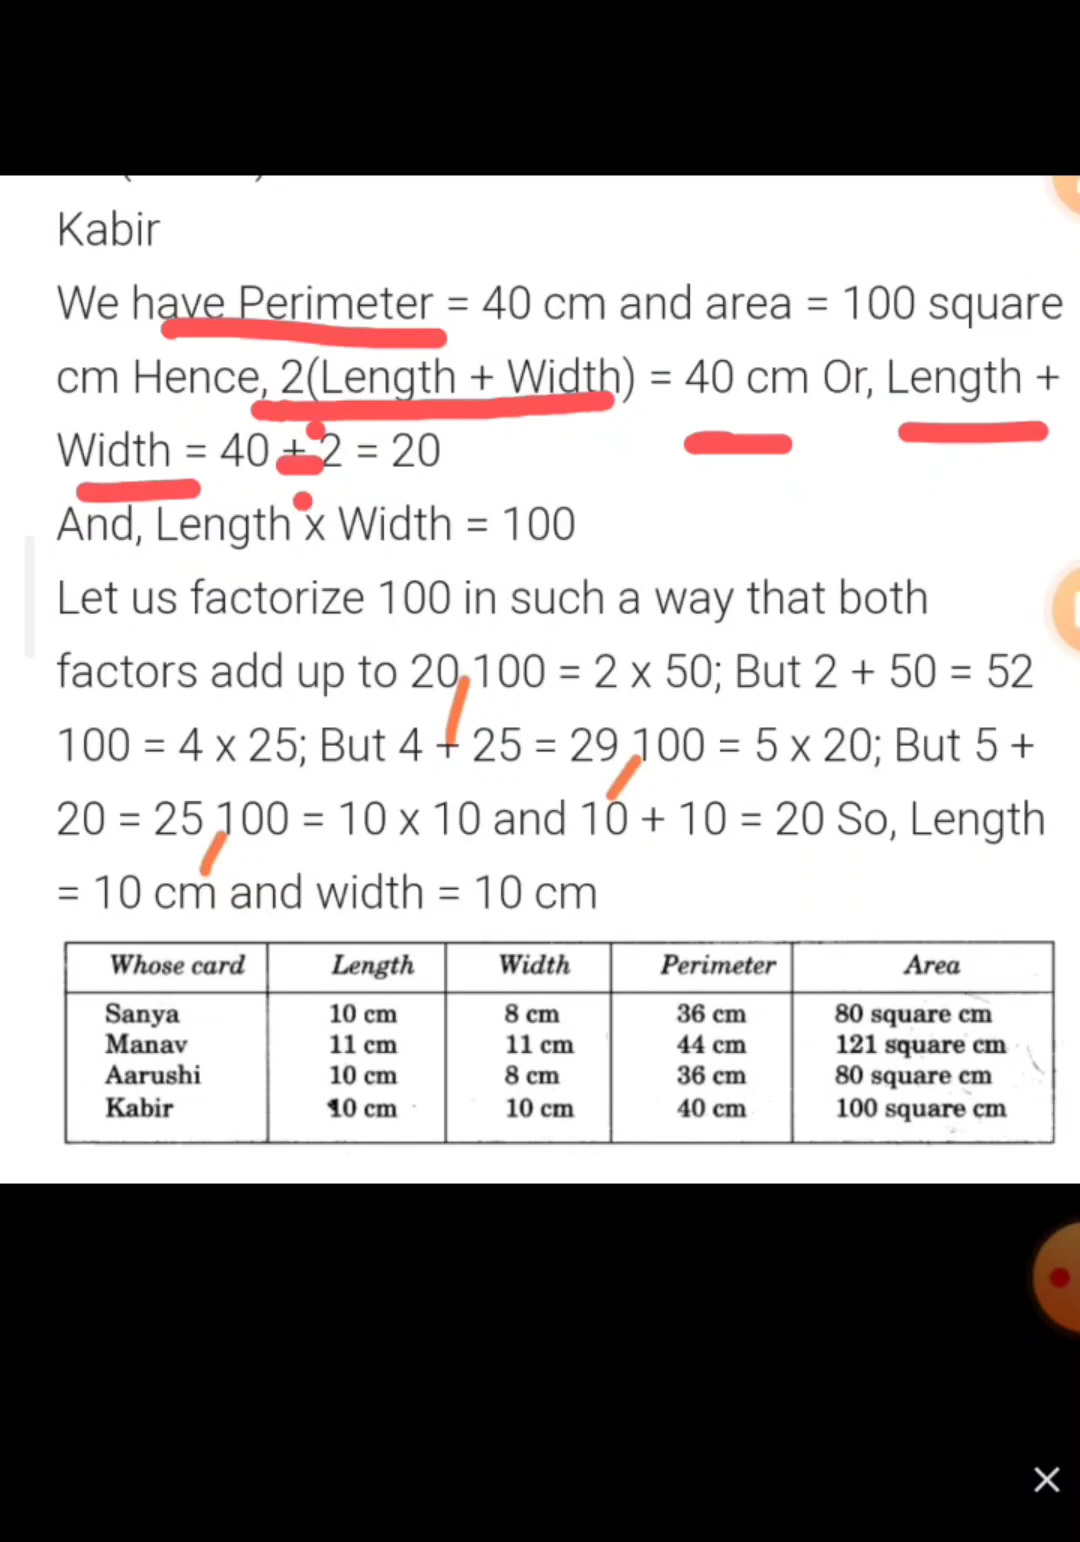 Kabir
We have Perimeter = 40 cm and area = 100 square
cm Hence, 2(Length + Width) = 40 cm Or, Length +
Width = 40 + 2 = 20
And, Length x Width = 100
Let us factorize 100 in such a way that both
factors add up to 20 100 = 2 x 50; But 2 + 50 = 52
100 = 4 x 25; But 4 + 25 = 29 100 = 5 x 20; But 5 +
20 = 25 100 = 10 x 10 and 10 + 10 = 20 So, Length
= 10 cm and width = 10 cm
Whose card Length Width Perimeter Area
Sanya 10 cm 8 cm 36 cm 80 square cm
Manav 11 cm 11 cm 44 cm 121 square cm
Aarushi 10 cm 8 cm 36 cm 80 square cm
Kabir 10 cm 10 cm 40 cm 100 square cm